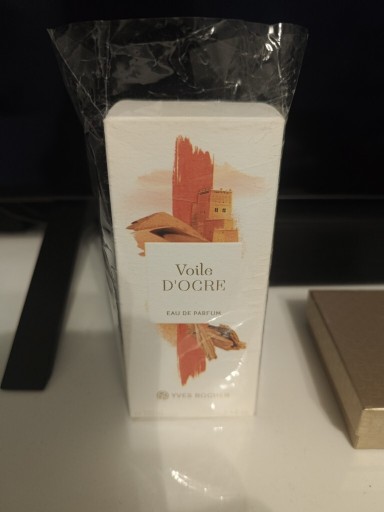 Voile
D'OCRE
EAU DE PARFUM
YVES ROCHER